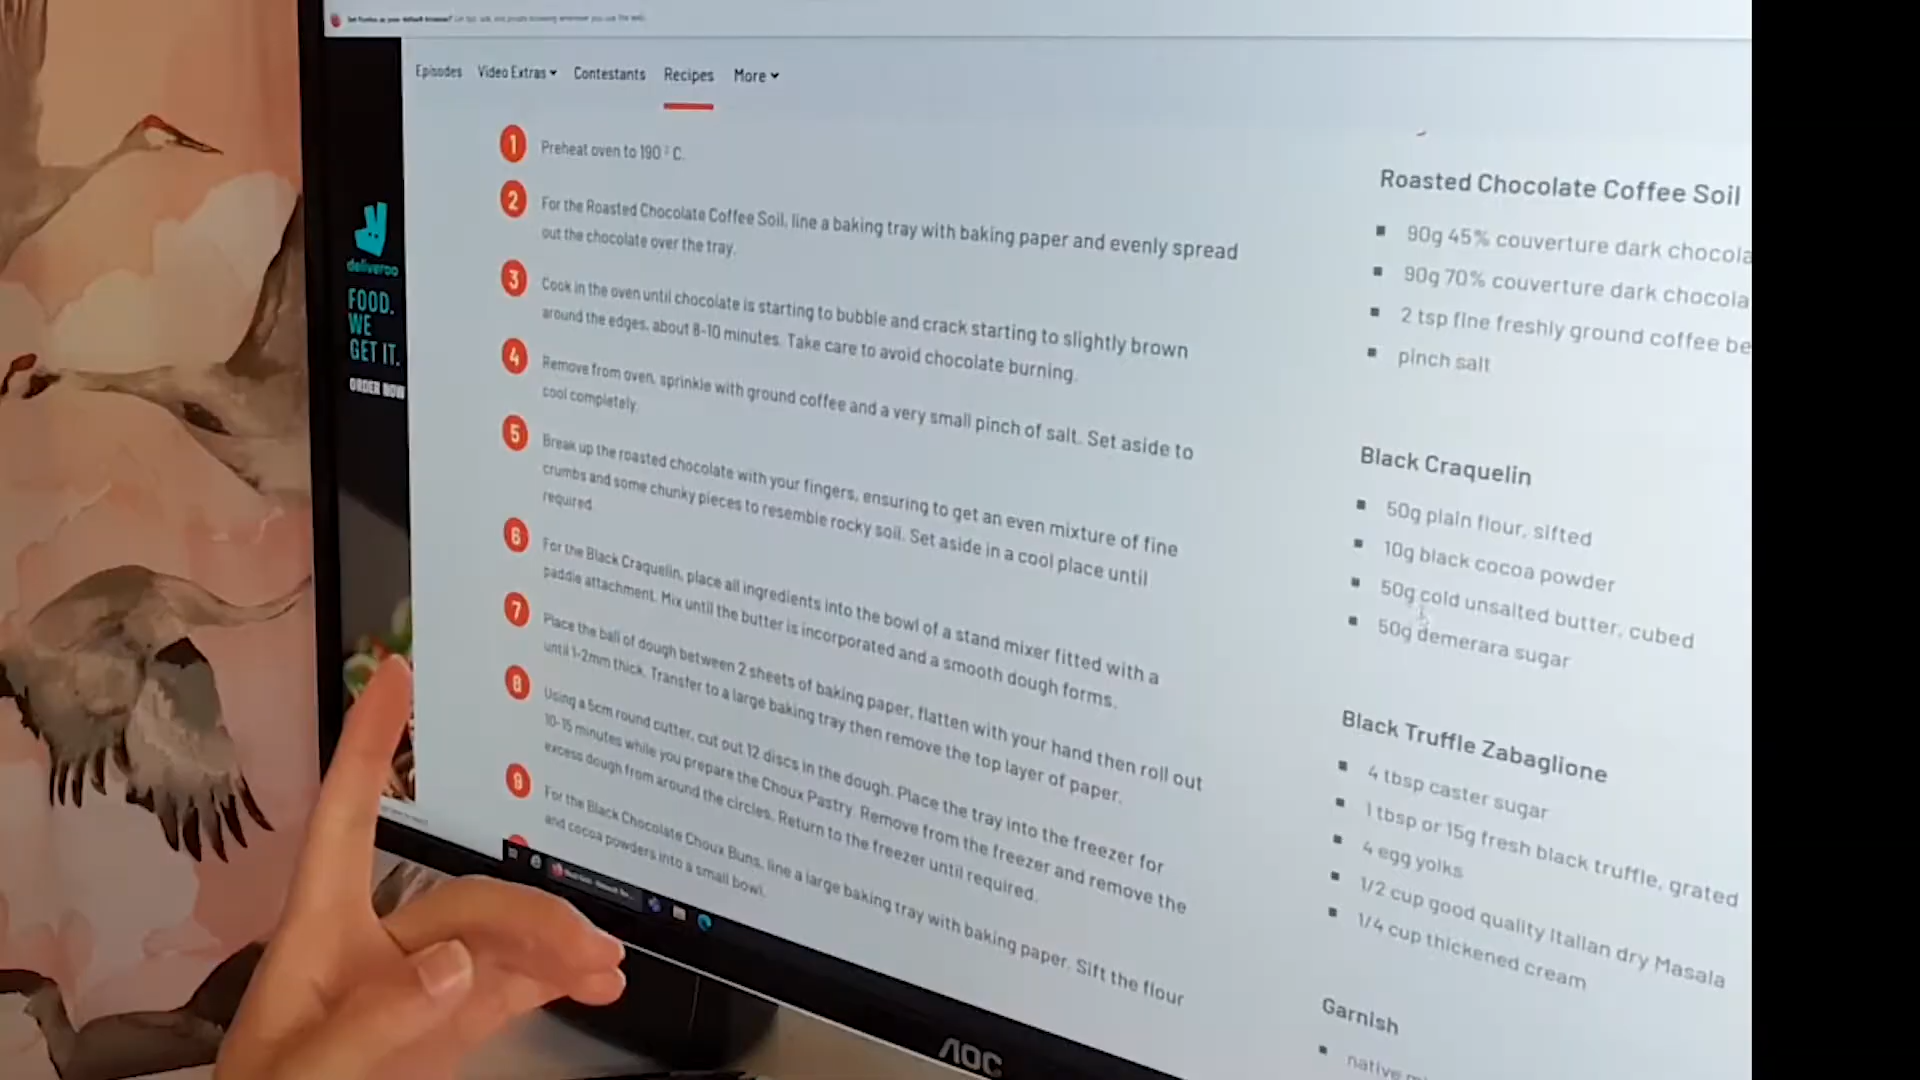 Set Firefox as your default browser?
Episodes Video Extras Contestants Recipes More
1 Preheat oven to 190° C.
2 For the Roasted Chocolate Coffee Soil, line a baking tray with baking paper and evenly spread
out the chocolate over the tray.
3 Cook in the oven until chocolate is starting to bubble and crack starting to slightly brown
around the edges, about 8-10 minutes. Take care to avoid chocolate burning.
4 Remove from oven, sprinkle with ground coffee and a very small pinch of salt. Set aside to
cool completely.
5 Break up the roasted chocolate with your fingers, ensuring to get an even mixture of fine
crumbs and some chunky pieces to resemble rocky soil. Set aside in a cool place until
required.
6 For the Black Craquelin, place all ingredients into the bowl of a stand mixer fitted with a
paddle attachment. Mix until the butter is incorporated and a smooth dough forms.
7 Place the ball of dough between 2 sheets of baking paper, flatten with your hand then roll out
until 1-2mm thick. Transfer to a large baking tray then remove the top layer of paper.
8 Using a 5cm round cutter, cut out 12 discs in the dough. Place the tray into the freezer for
10-15 minutes while you prepare the Choux Pastry. Remove from the freezer and remove the
excess dough from around the circles. Return to the freezer until required.
9 For the Black Chocolate Choux Buns, line a large baking tray with baking paper. Sift the flour
and cocoa powders into a small bowl.
Roasted Chocolate Coffee Soil
90g 45% couverture dark chocola
90g 70% couverture dark chocola
2 tsp fine freshly ground coffee be
pinch salt
Black Craquelin
50g plain flour, sifted
10g black cocoa powder
50g cold unsalted butter, cubed
50g demerara sugar
Black Truffle Zabaglione
4 tbsp caster sugar
1 tbsp or 15g fresh black truffle, grated
4 egg yolks
1/2 cup good quality Italian dry Masala
1/4 cup thickened cream
Garnish
native
deliveroo
FOOD.
WE
GET IT.
ORDER NOW
AOC